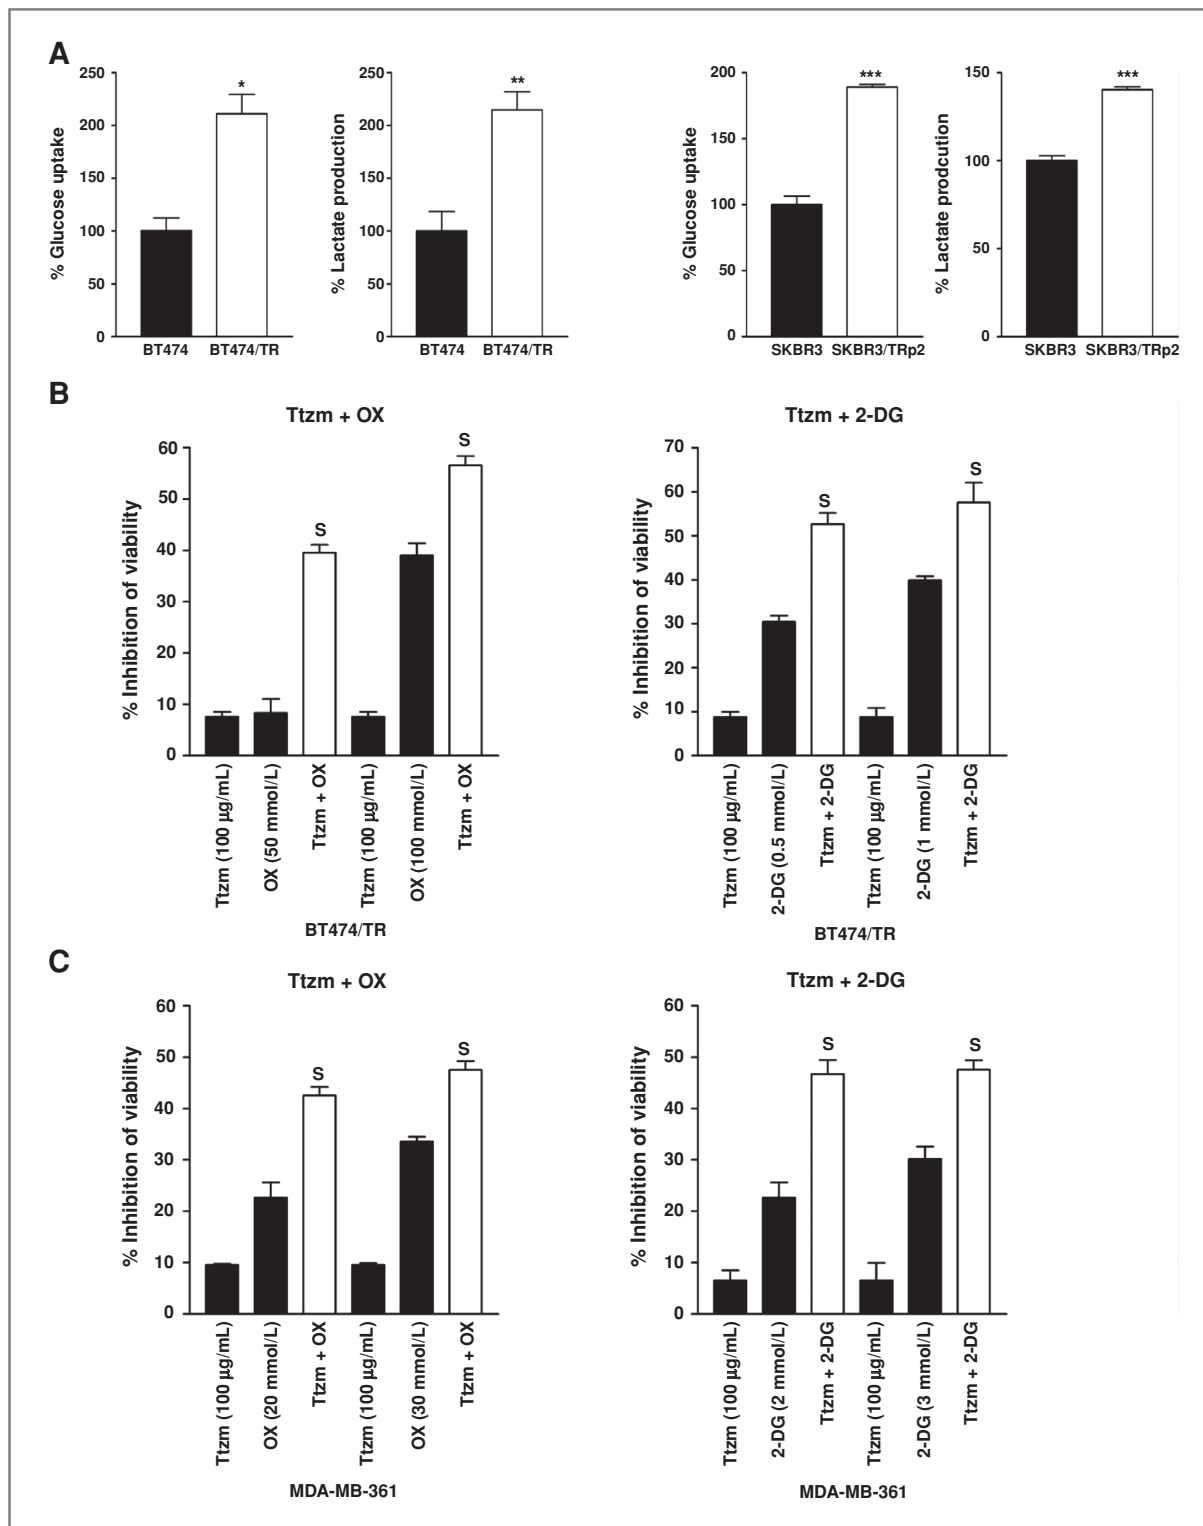 A
% Glucose uptake
250
200
150
100
50
0
*
BT474
BT474/TR
% Lactate production
250
200
150
100
50
0
**
BT474
BT474/TR
% Glucose uptake
200
150
100
50
0
***
SKBR3
SKBR3/TRp2
% Lactate prodcution
150
100
50
0
***
SKBR3
SKBR3/TRp2
B
Ttzm + OX
% Inhibition of viability
60
50
40
30
20
10
0
S
S
Ttzm (100 µg/mL)
OX (50 mmol/L)
Ttzm + OX
Ttzm (100 µg/mL)
OX (100 mmol/L)
Ttzm + OX
BT474/TR
Ttzm + 2-DG
% Inhibition of viability
70
60
50
40
30
20
10
0
S
S
Ttzm (100 µg/mL)
2-DG (0.5 mmol/L)
Ttzm + 2-DG
Ttzm (100 µg/mL)
2-DG (1 mmol/L)
Ttzm + 2-DG
BT474/TR
C
Ttzm + OX
% Inhibition of viability
60
50
40
30
20
10
0
S
S
Ttzm (100 µg/mL)
OX (20 mmol/L)
Ttzm + OX
Ttzm (100 µg/mL)
OX (30 mmol/L)
Ttzm + OX
MDA-MB-361
Ttzm + 2-DG
% Inhibition of viability
60
50
40
30
20
10
0
S
S
Ttzm (100 µg/mL)
2-DG (2 mmol/L)
Ttzm + 2-DG
Ttzm (100 µg/mL)
2-DG (3 mmol/L)
Ttzm + 2-DG
MDA-MB-361